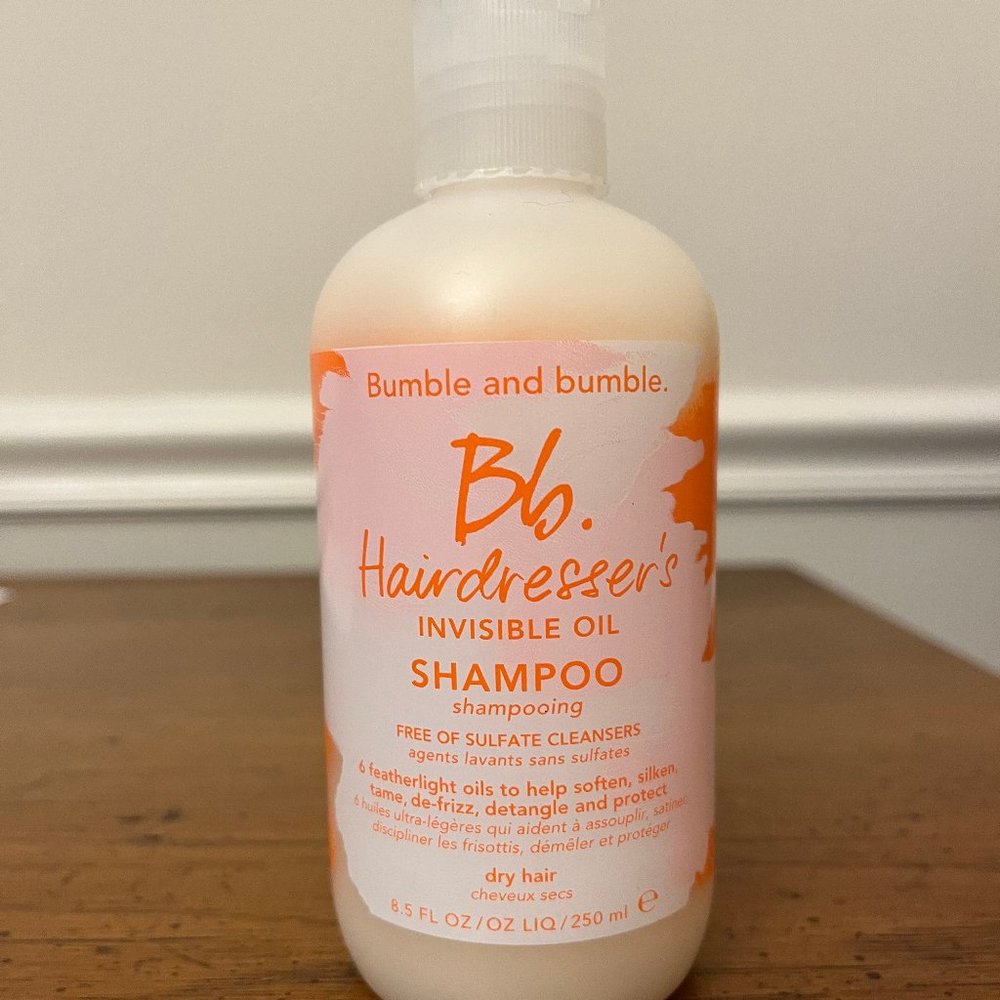 Bumble and bumble.
Bb.
Hairdresser's
INVISIBLE OIL
SHAMPOO
shampooing
FREE OF SULFATE CLEANSERS
agents lavants sans sulfates
6 featherlight oils to help soften, silken,
tame, de-frizz, detangle and protect
6 huiles ultra-légères qui aident à assouplir, satiner,
discipliner les frisottis, démêler et protéger
dry hair
cheveux secs
8.5 FL OZ/OZ LIQ/250 ml ℮